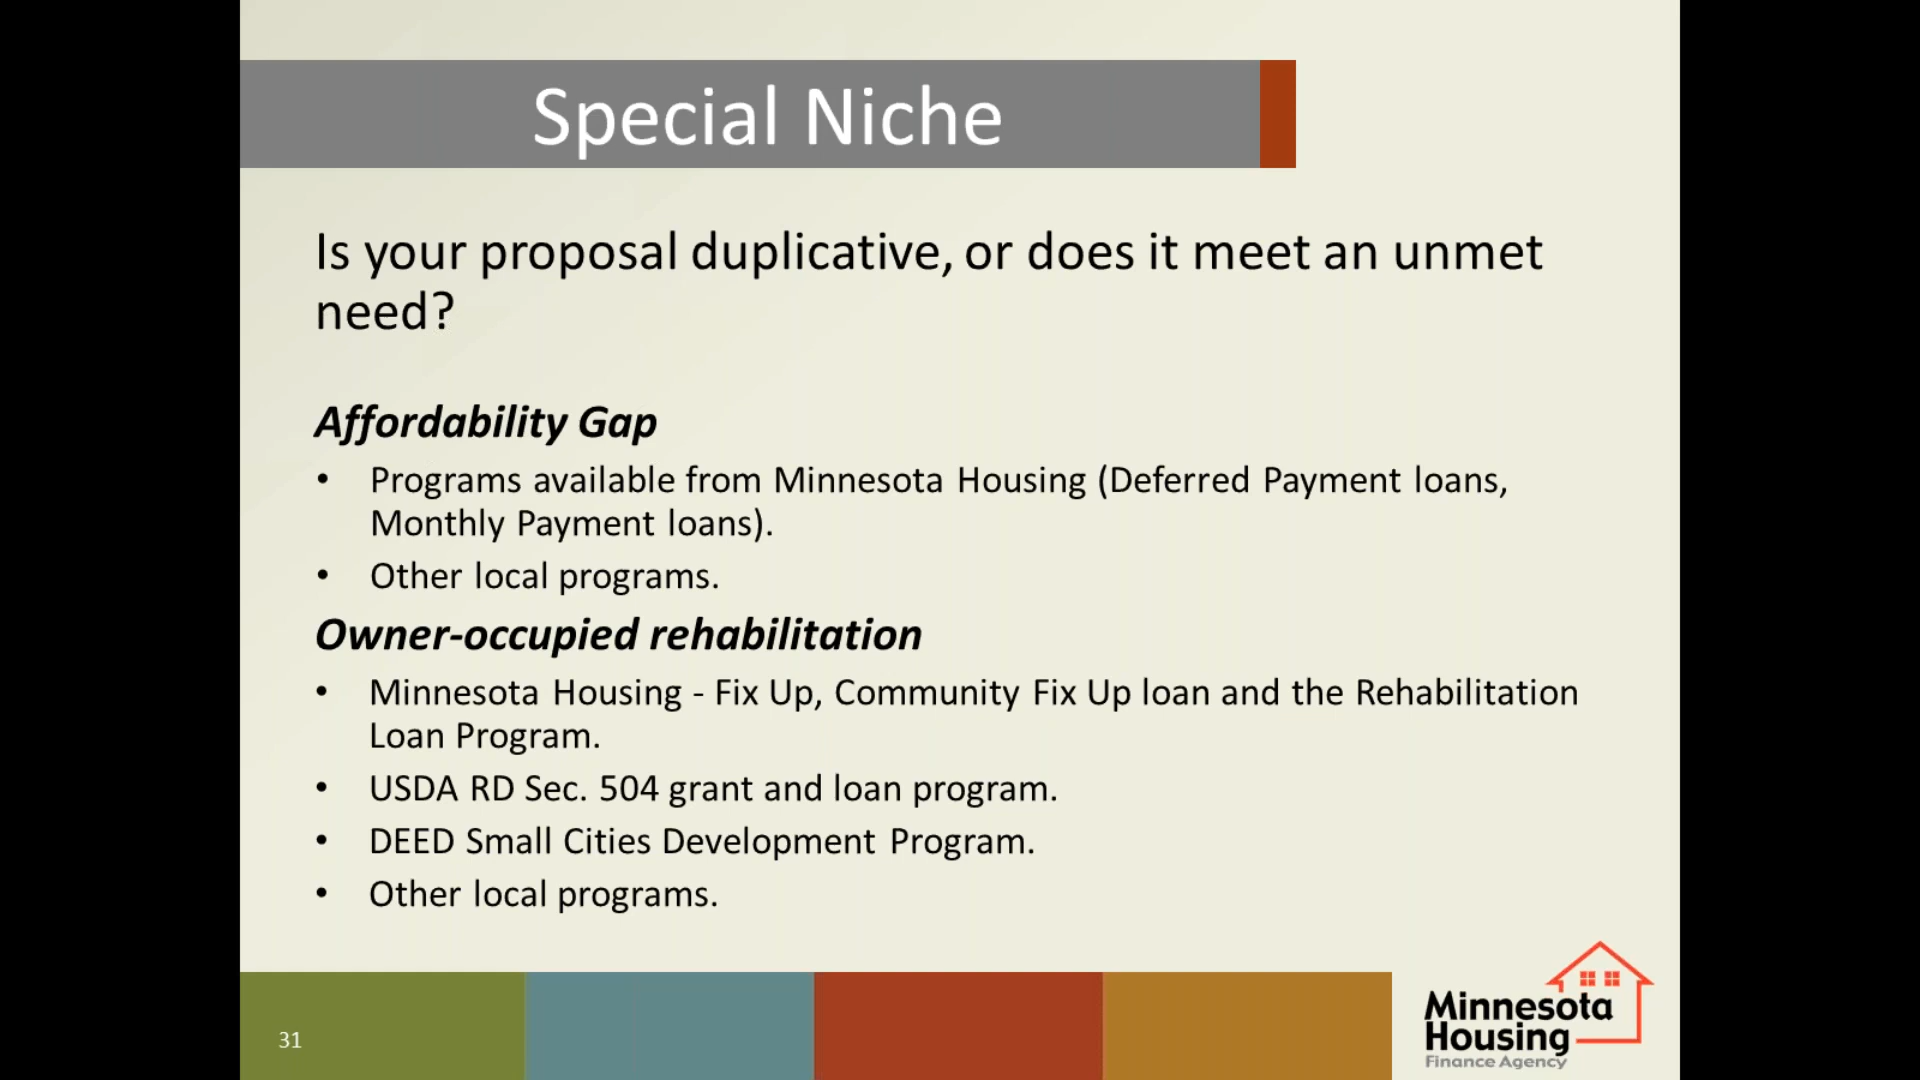 Special Niche
Is your proposal duplicative, or does it meet an unmet
need?
Affordability Gap
• Programs available from Minnesota Housing (Deferred Payment loans,
Monthly Payment loans).
• Other local programs.
Owner-occupied rehabilitation
• Minnesota Housing - Fix Up, Community Fix Up loan and the Rehabilitation
Loan Program.
• USDA RD Sec. 504 grant and loan program.
• DEED Small Cities Development Program.
• Other local programs.
31
Minnesota
Housing
Finance Agency